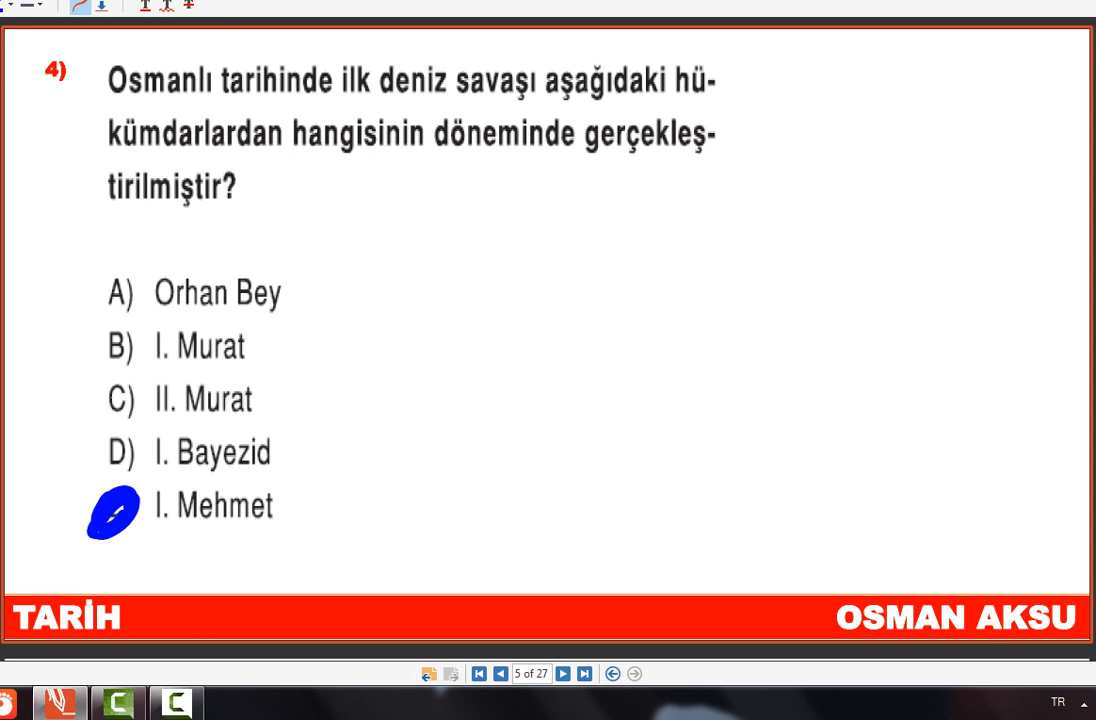 4)
Osmanlı tarihinde ilk deniz savaşı aşağıdaki hü-
kümdarlardan hangisinin döneminde gerçekleş-
tirilmiştir?
A) Orhan Bey
B) I. Murat
C) II. Murat
D) I. Bayezid
I. Mehmet
TARİH
OSMAN AKSU
5 of 27
TR